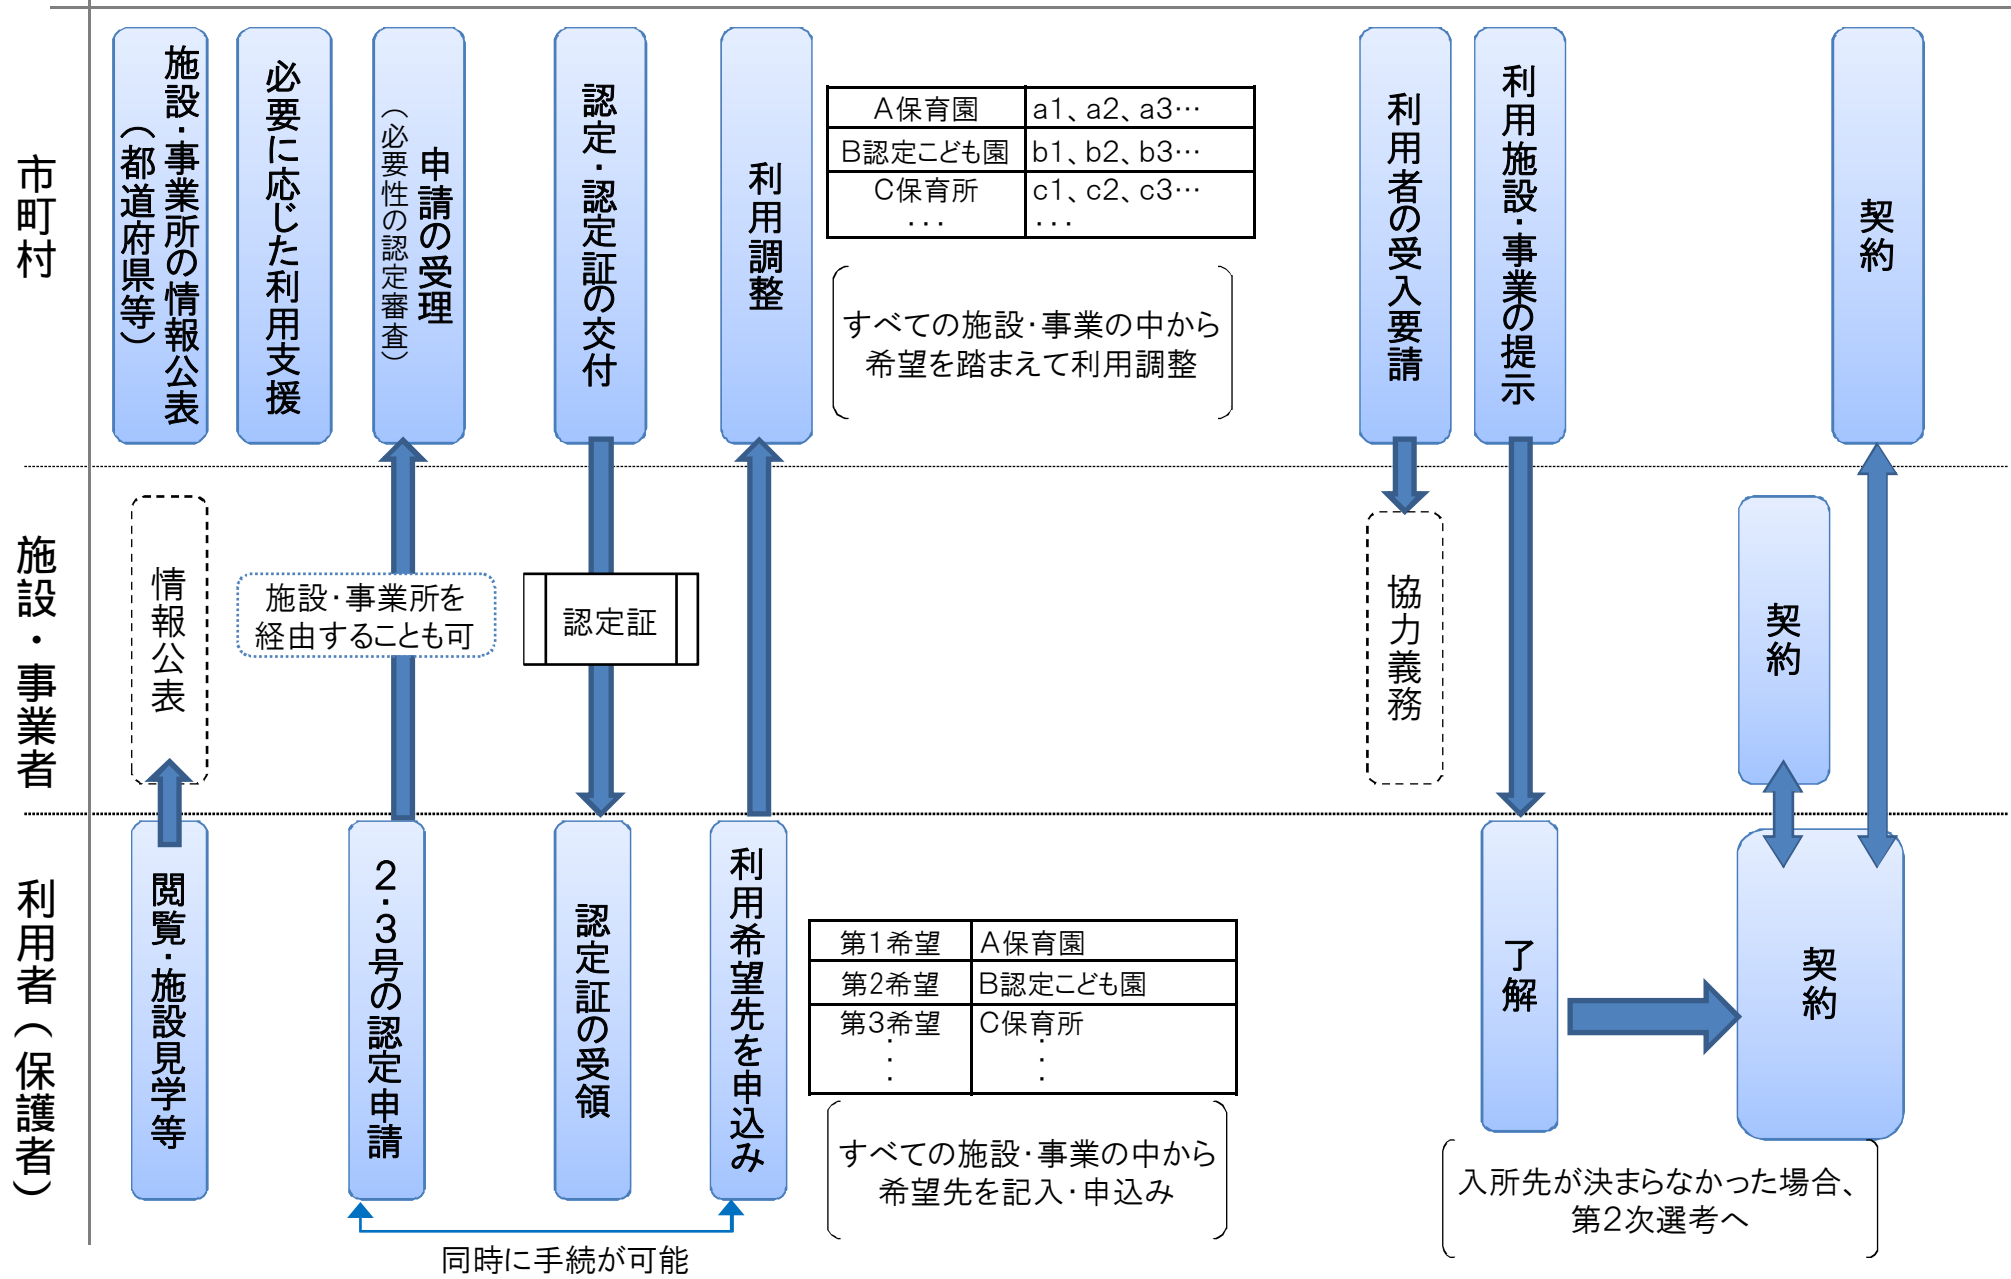 市町村
施設・事業所の情報公表
（都道府県等）
必要に応じた利用支援
申請の受理
（必要性の認定審査）
認定・認定証の交付
利用調整
A保育園 a1、a2、a3…
B認定こども園 b1、b2、b3…
C保育所 c1、c2、c3…
・・・ ・・・
すべての施設・事業の中から
希望を踏まえて利用調整
利用者の受入要請
利用施設・事業の提示
契約
施設・事業者
情報公表
施設・事業所を
経由することも可
認定証
協力義務
契約
利用者（保護者）
閲覧・施設見学等
2・3号の認定申請
認定証の受領
利用希望先を申込み
第1希望 A保育園
第2希望 B認定こども園
第3希望 C保育所
・ ・
・ ・
・ ・
すべての施設・事業の中から
希望先を記入・申込み
了解
契約
入所先が決まらなかった場合、
第2次選考へ
同時に手続が可能